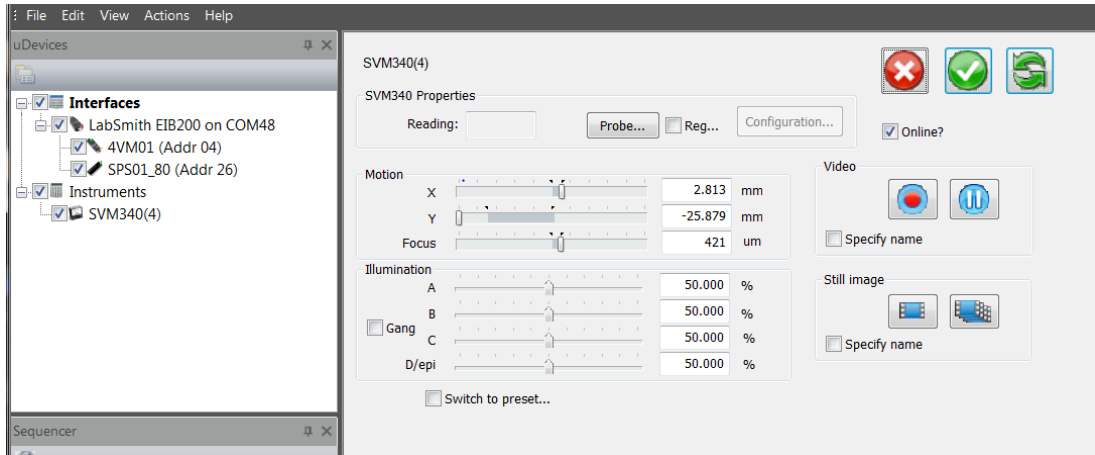 File Edit View Actions Help
uDevices
Interfaces
LabSmith EIB200 on COM48
4VM01 (Addr 04)
SPS01_80 (Addr 26)
Instruments
SVM340(4)
Sequencer
SVM340(4)
SVM340 Properties
Reading: Probe... Reg... Configuration...
Online?
Motion
X 2.813 mm
Y -25.879 mm
Focus 421 um
Illumination
A 50.000 %
B 50.000 %
Gang
C 50.000 %
D/epi 50.000 %
Switch to preset...
Video
Specify name
Still image
Specify name